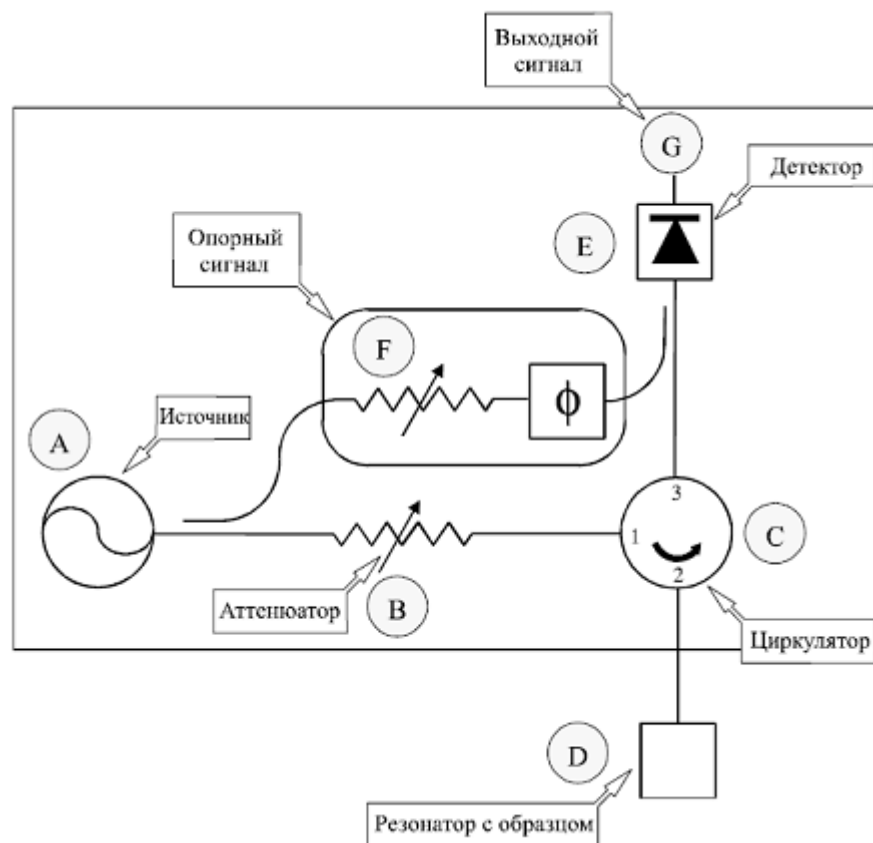 Выходной
сигнал
G
Детектор
E
Опорный
сигнал
F
ϕ
Источник
A
3
1
2
C
Аттенюатор
B
Циркулятор
D
Резонатор с образцом